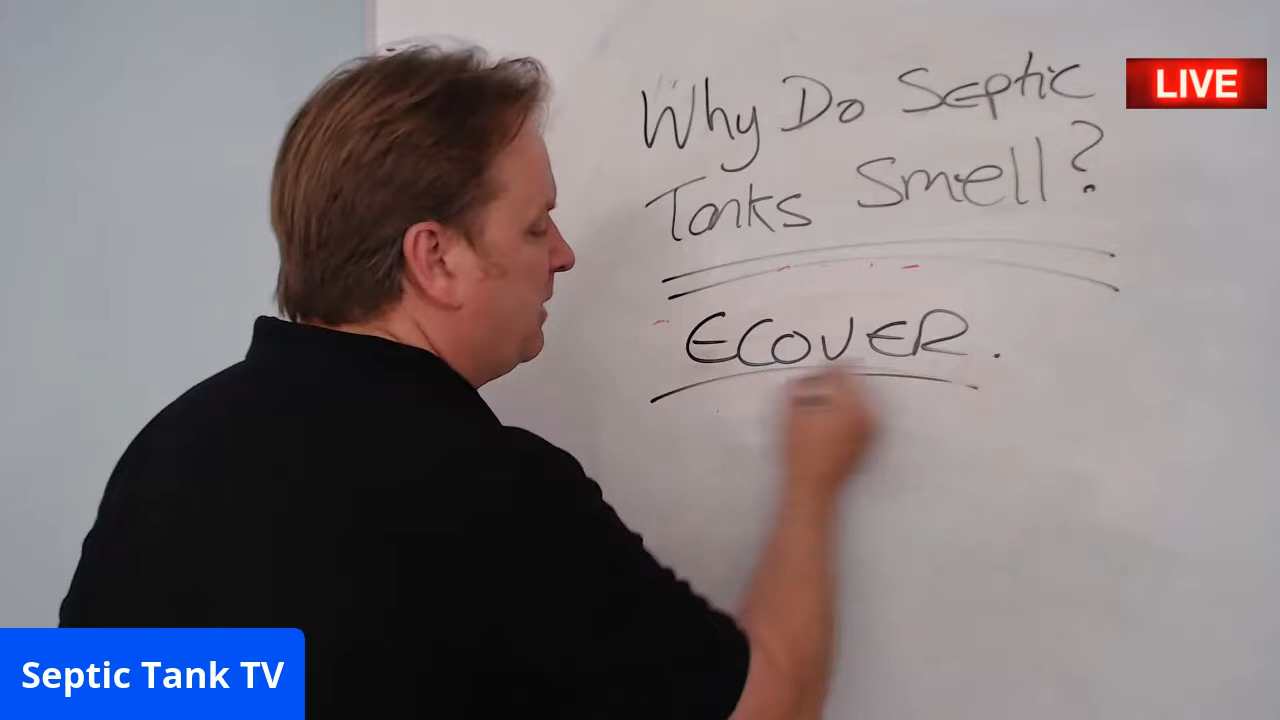 Why Do Septic
Tanks Smell?
LIVE
ECOVER.
Septic Tank TV